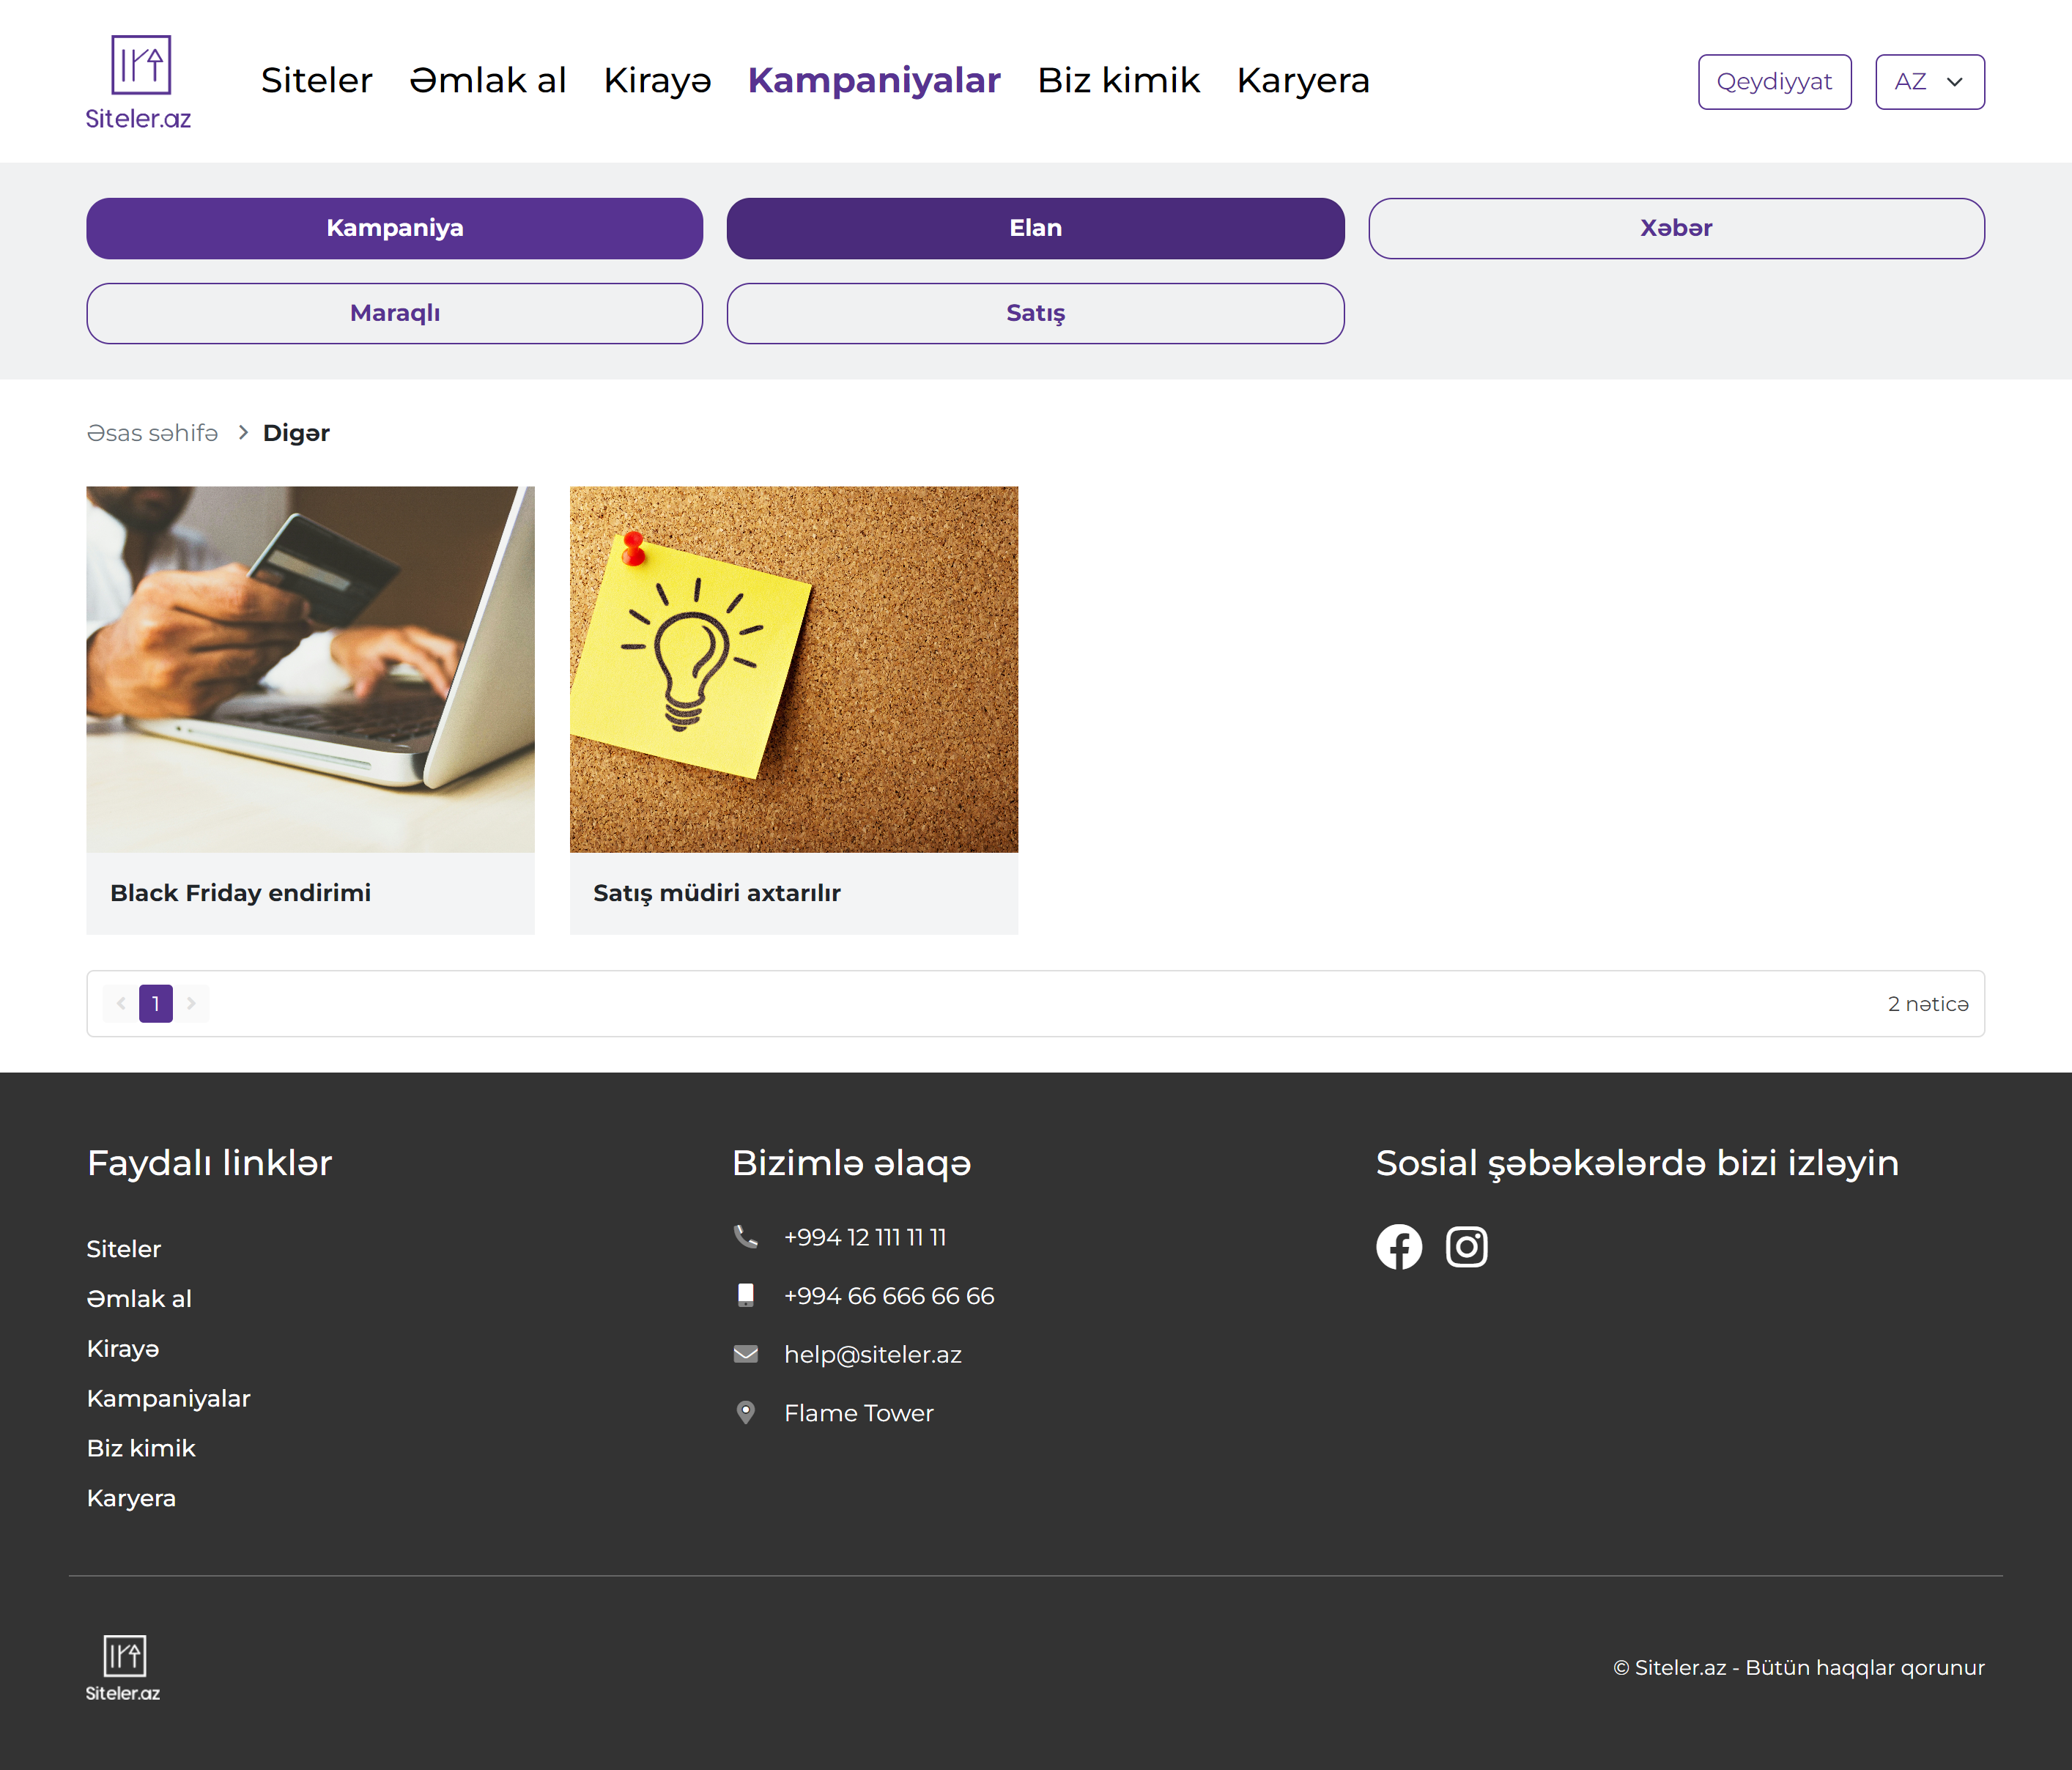 Siteler.az
Siteler Əmlak al Kirayə Kampaniyalar Biz kimik Karyera
Qeydiyyat
AZ
Kampaniya
Elan
Xəbər
Maraqlı
Satış
Əsas səhifə > Digər
Black Friday endirimi
Satış müdiri axtarılır
1
2 nəticə
Faydalı linklər
Siteler
Əmlak al
Kirayə
Kampaniyalar
Biz kimik
Karyera
Bizimlə əlaqə
+994 12 111 11 11
+994 66 666 66 66
help@siteler.az
Flame Tower
Sosial şəbəkələrdə bizi izləyin
Siteler.az
© Siteler.az - Bütün haqqlar qorunur